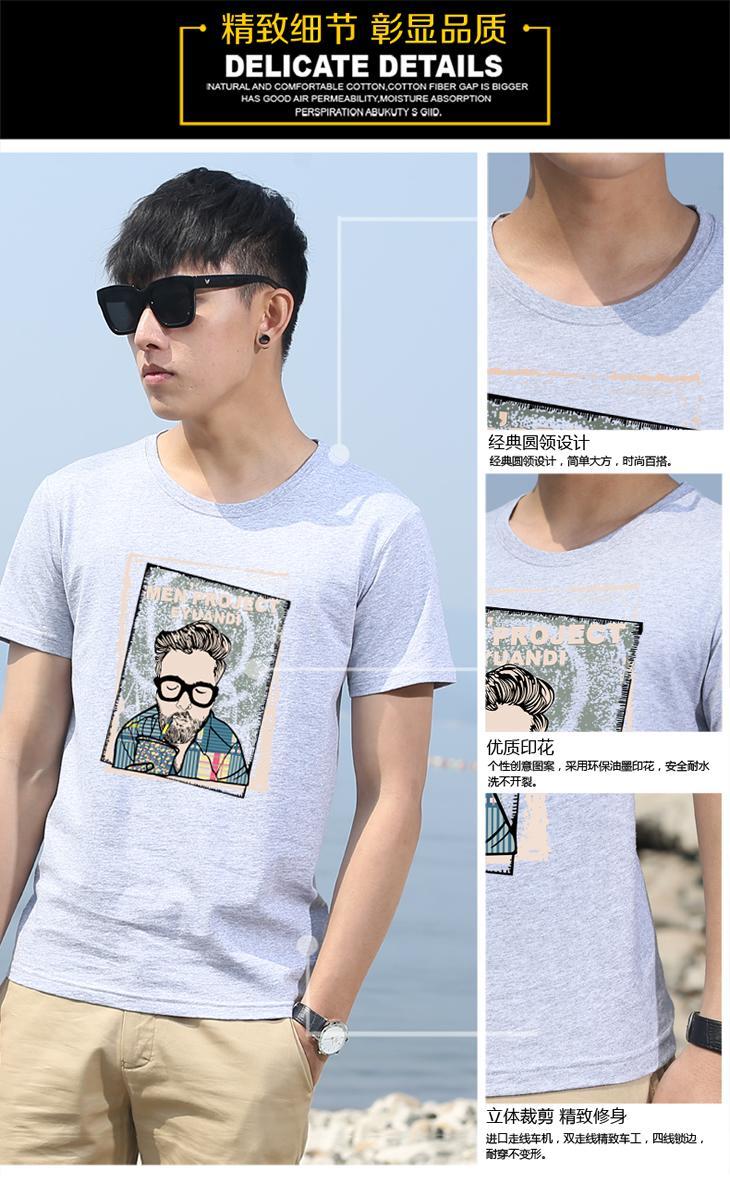 精致细节 彰显品质
DELICATE DETAILS
NATURAL AND COMFORTABLE COTTON,COTTON FIBER GAP IS BIGGER
HAS GOOD AIR PERMEABILITY,MOISTURE ABSORPTION
PERSPIRATION ABUKUTY S GIID.
MEN'PROJECT
EYUANDI
经典圆领设计
经典圆领设计，简单大方，时尚百搭。
'PROJECT
YUANDI
优质印花
个性创意图案，采用环保油墨印花，安全耐水
洗不开裂。
立体裁剪 精致修身
进口走线车机，双走线精致车工，四线锁边，
耐穿不变形。